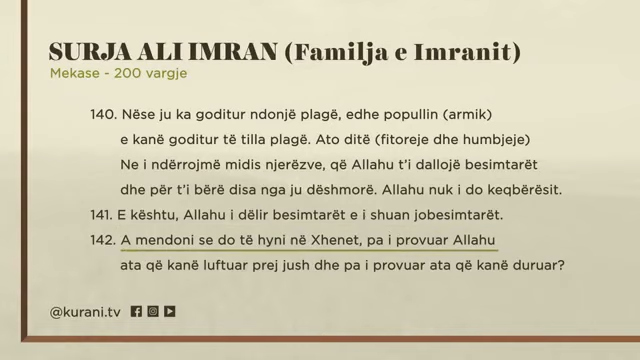 SURJA ALI IMRAN (Familja e Imranit)
Mekase - 200 vargje
140. Nëse ju ka goditur ndonjë plagë, edhe popullin (armik)
e kanë goditur të tilla plagë. Ato ditë (fitoreje dhe humbjeje)
Ne i ndërrojmë midis njerëzve, që Allahu t’i dallojë besimtarët
dhe për t’i bërë disa nga ju dëshmorë. Allahu nuk i do keqbërësit.
141. E kështu, Allahu i dëlir besimtarët e i shuan jobesimtarët.
142. A mendoni se do të hyni në Xhenet, pa i provuar Allahu
ata që kanë luftuar prej jush dhe pa i provuar ata që kanë duruar?
@kurani.tv